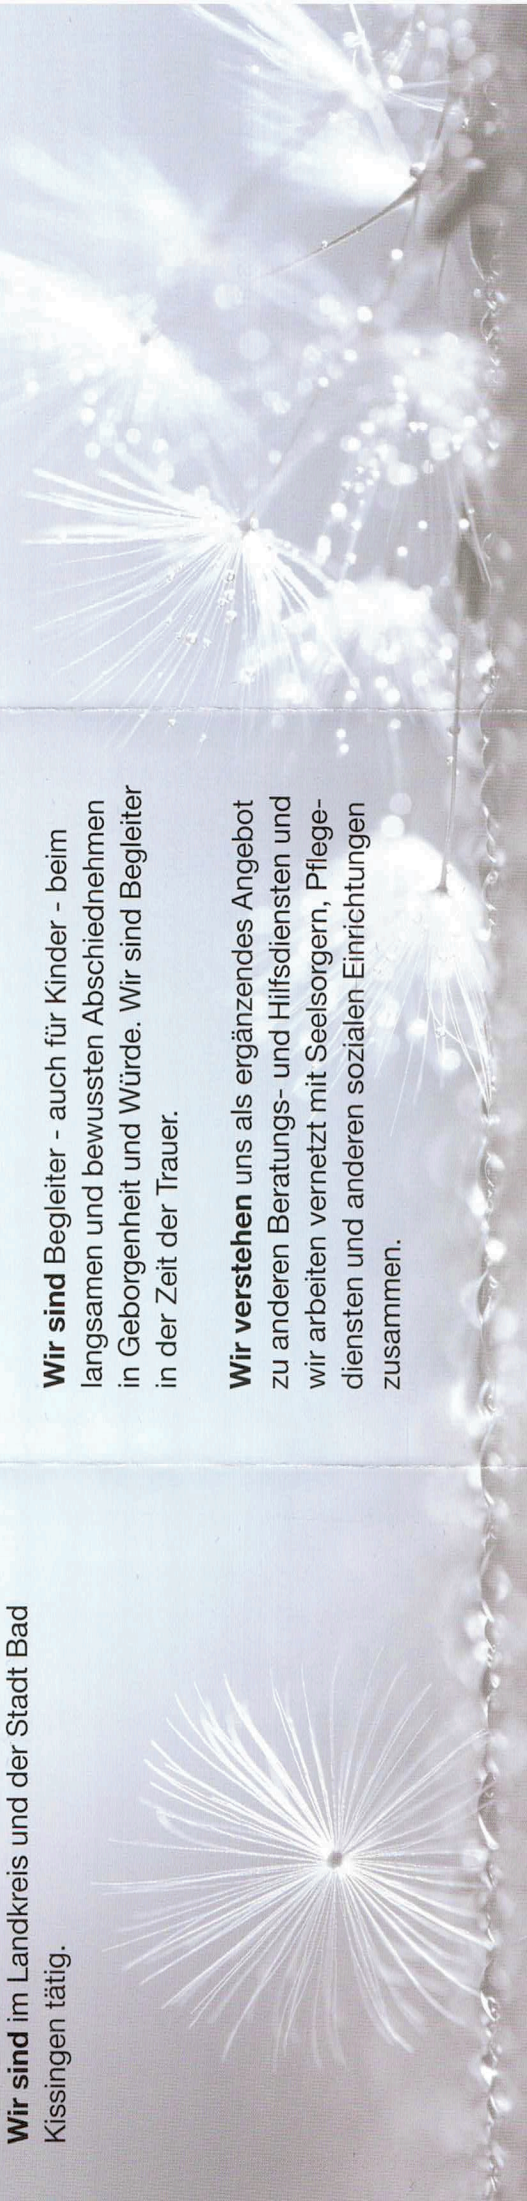 Wir sind im Landkreis und der Stadt Bad
Kissingen tätig.
Wir sind Begleiter - auch für Kinder - beim
langsamen und bewussten Abschiednehmen
in Geborgenheit und Würde. Wir sind Begleiter
in der Zeit der Trauer.
Wir verstehen uns als ergänzendes Angebot
zu anderen Beratungs- und Hilfsdiensten und
wir arbeiten vernetzt mit Seelsorgern, Pflege-
diensten und anderen sozialen Einrichtungen
zusammen.